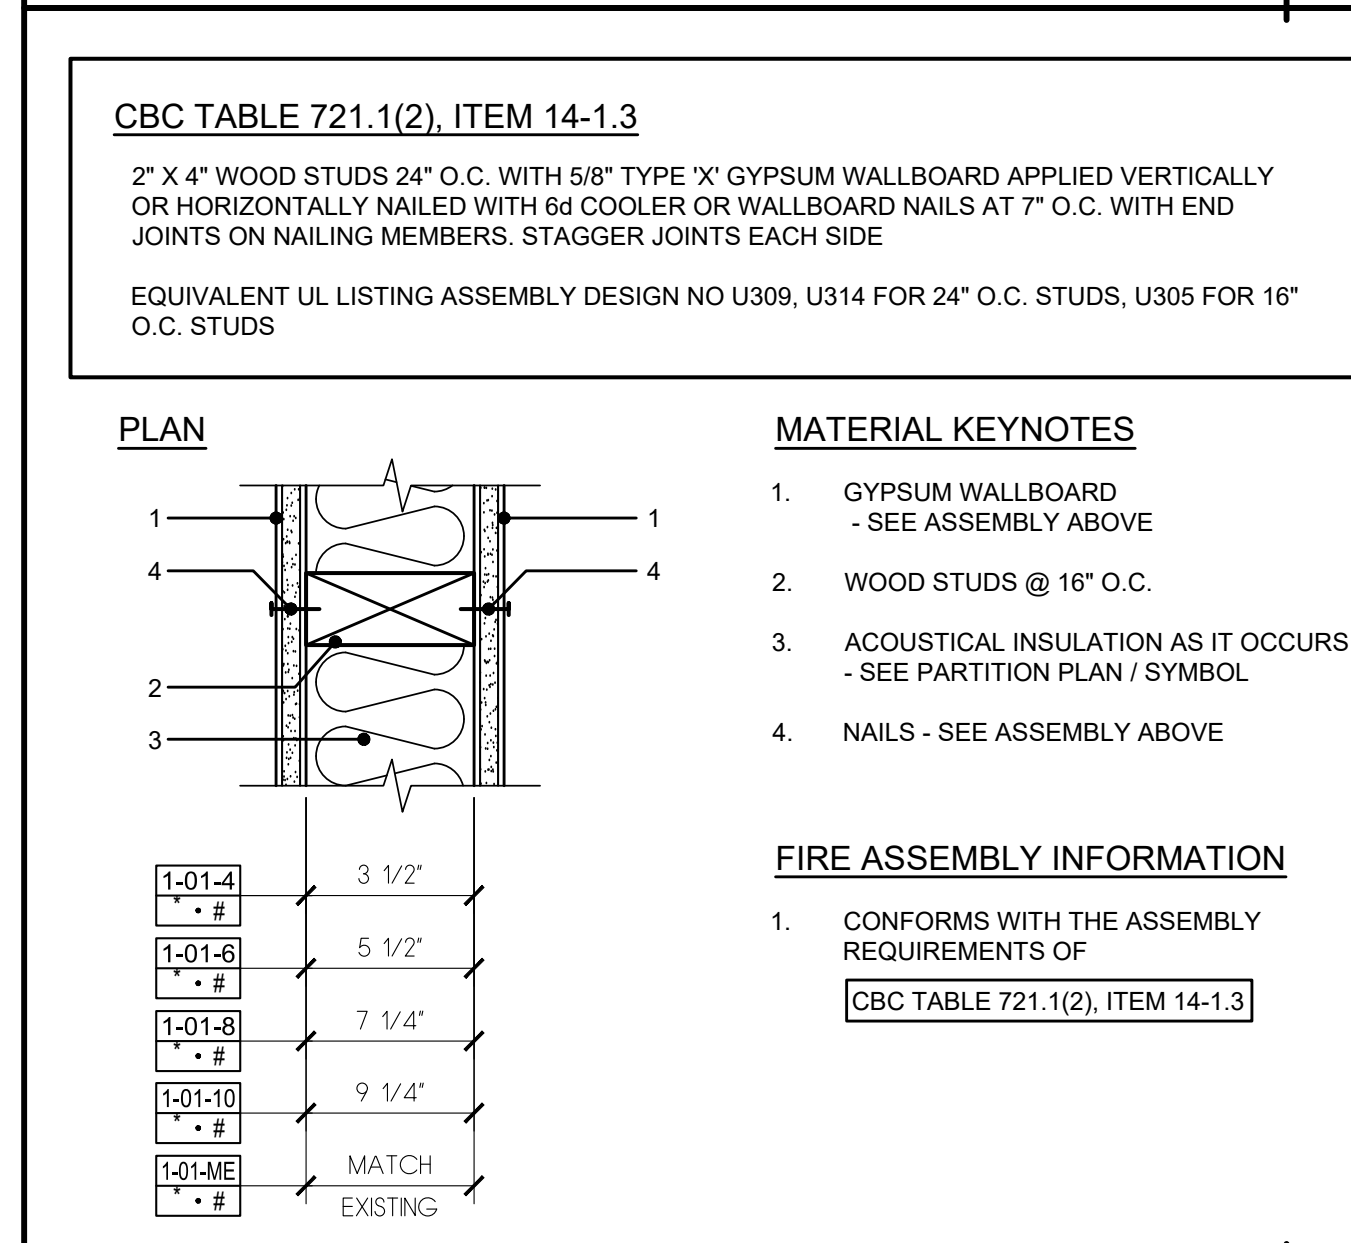 CBC TABLE 721.1(2), ITEM 14-1.3
2" X 4" WOOD STUDS 24" O.C. WITH 5/8" TYPE 'X' GYPSUM WALLBOARD APPLIED VERTICALLY
OR HORIZONTALLY NAILED WITH 6d COOLER OR WALLBOARD NAILS AT 7" O.C. WITH END
JOINTS ON NAILING MEMBERS. STAGGER JOINTS EACH SIDE
EQUIVALENT UL LISTING ASSEMBLY DESIGN NO U309, U314 FOR 24" O.C. STUDS, U305 FOR 16"
O.C. STUDS
PLAN
1
1
4
4
2
3
1-01-4
* • #
3 1/2"
1-01-6
* • #
5 1/2"
1-01-8
* • #
7 1/4"
1-01-10
* • #
9 1/4"
1-01-ME
* • #
MATCH
EXISTING
MATERIAL KEYNOTES
1. GYPSUM WALLBOARD
- SEE ASSEMBLY ABOVE
2. WOOD STUDS @ 16" O.C.
3. ACOUSTICAL INSULATION AS IT OCCURS
- SEE PARTITION PLAN / SYMBOL
4. NAILS - SEE ASSEMBLY ABOVE
FIRE ASSEMBLY INFORMATION
1. CONFORMS WITH THE ASSEMBLY
REQUIREMENTS OF
CBC TABLE 721.1(2), ITEM 14-1.3